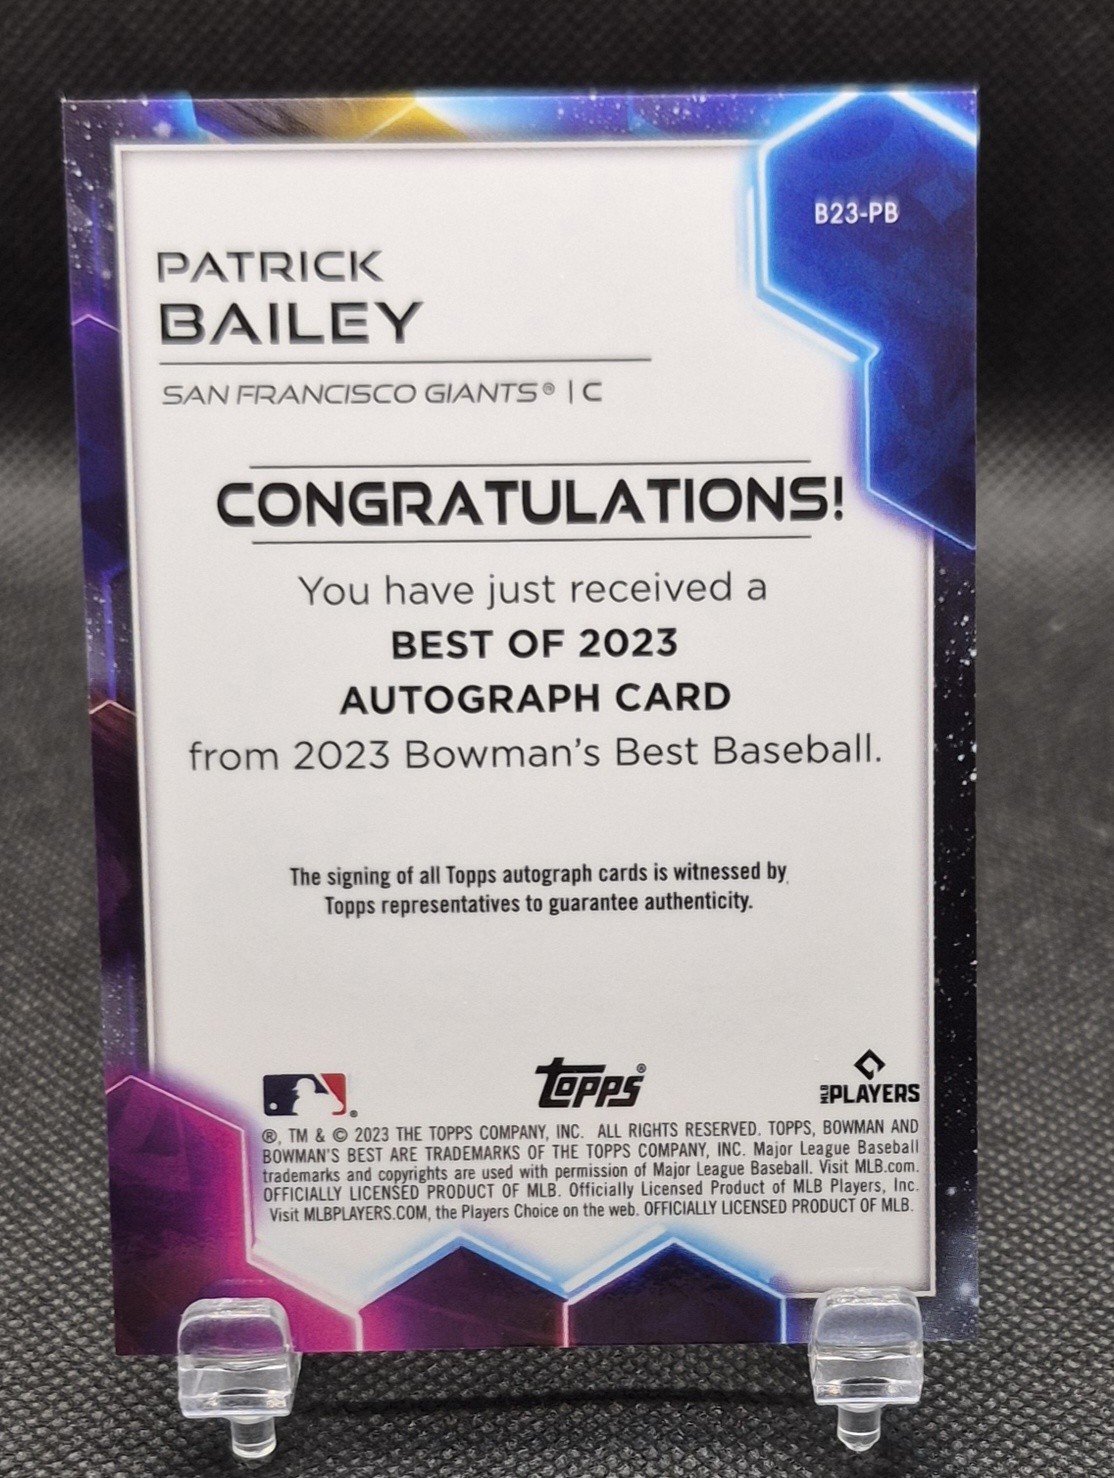 B23-PB
PATRICK
BAILEY
SAN FRANCISCO GIANTS® | C
CONGRATULATIONS!
You have just received a
BEST OF 2023
AUTOGRAPH CARD
from 2023 Bowman's Best Baseball.
The signing of all Topps autograph cards is witnessed by
Topps representatives to guarantee authenticity.
®
Topps®
MLB PLAYERS
®, TM & © 2023 THE TOPPS COMPANY, INC. ALL RIGHTS RESERVED. TOPPS, BOWMAN AND
BOWMAN'S BEST ARE TRADEMARKS OF THE TOPPS COMPANY, INC. Major League Baseball
trademarks and copyrights are used with permission of Major League Baseball. Visit MLB.com.
OFFICIALLY LICENSED PRODUCT OF MLB. Officially Licensed Product of MLB Players, Inc.
Visit MLBPLAYERS.COM, the Players Choice on the web. OFFICIALLY LICENSED PRODUCT OF MLB.